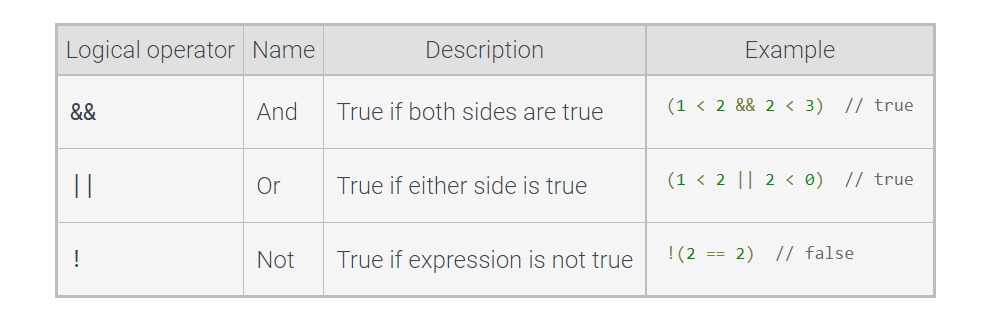 Logical operator Name Description Example
&& And True if both sides are true (1 < 2 && 2 < 3) // true
|| Or True if either side is true (1 < 2 || 2 < 0) // true
! Not True if expression is not true !(2 == 2) // false